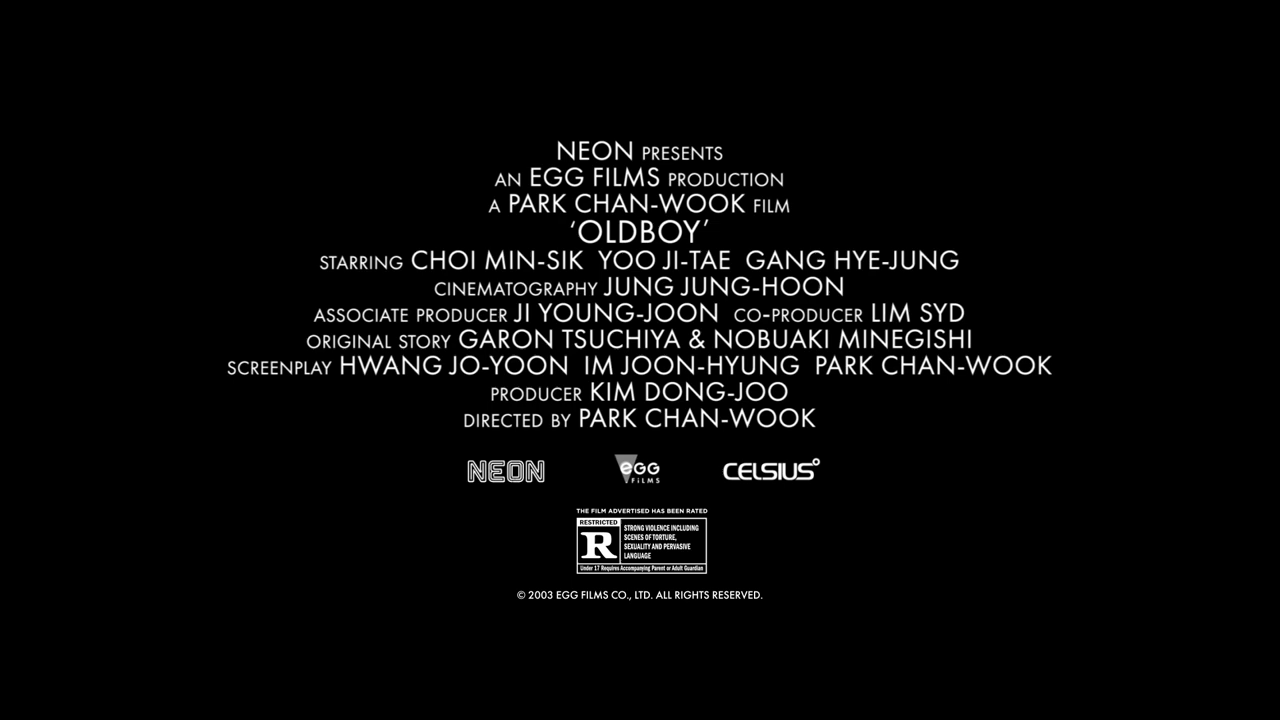 NEON PRESENTS
AN EGG FILMS PRODUCTION
A PARK CHAN-WOOK FILM
‘OLDBOY’
STARRING CHOI MIN-SIK YOO JI-TAE GANG HYE-JUNG
CINEMATOGRAPHY JUNG JUNG-HOON
ASSOCIATE PRODUCER JI YOUNG-JOON CO-PRODUCER LIM SYD
ORIGINAL STORY GARON TSUCHIYA & NOBUAKI MINEGISHI
SCREENPLAY HWANG JO-YOON IM JOON-HYUNG PARK CHAN-WOOK
PRODUCER KIM DONG-JOO
DIRECTED BY PARK CHAN-WOOK
NEON
eGG FiLMS
CELSIUS°
THE FILM ADVERTISED HAS BEEN RATED
RESTRICTED
R
STRONG VIOLENCE INCLUDING
SCENES OF TORTURE,
SEXUALITY AND PERVASIVE
LANGUAGE
Under 17 Requires Accompanying Parent or Adult Guardian
© 2003 EGG FILMS CO., LTD. ALL RIGHTS RESERVED.